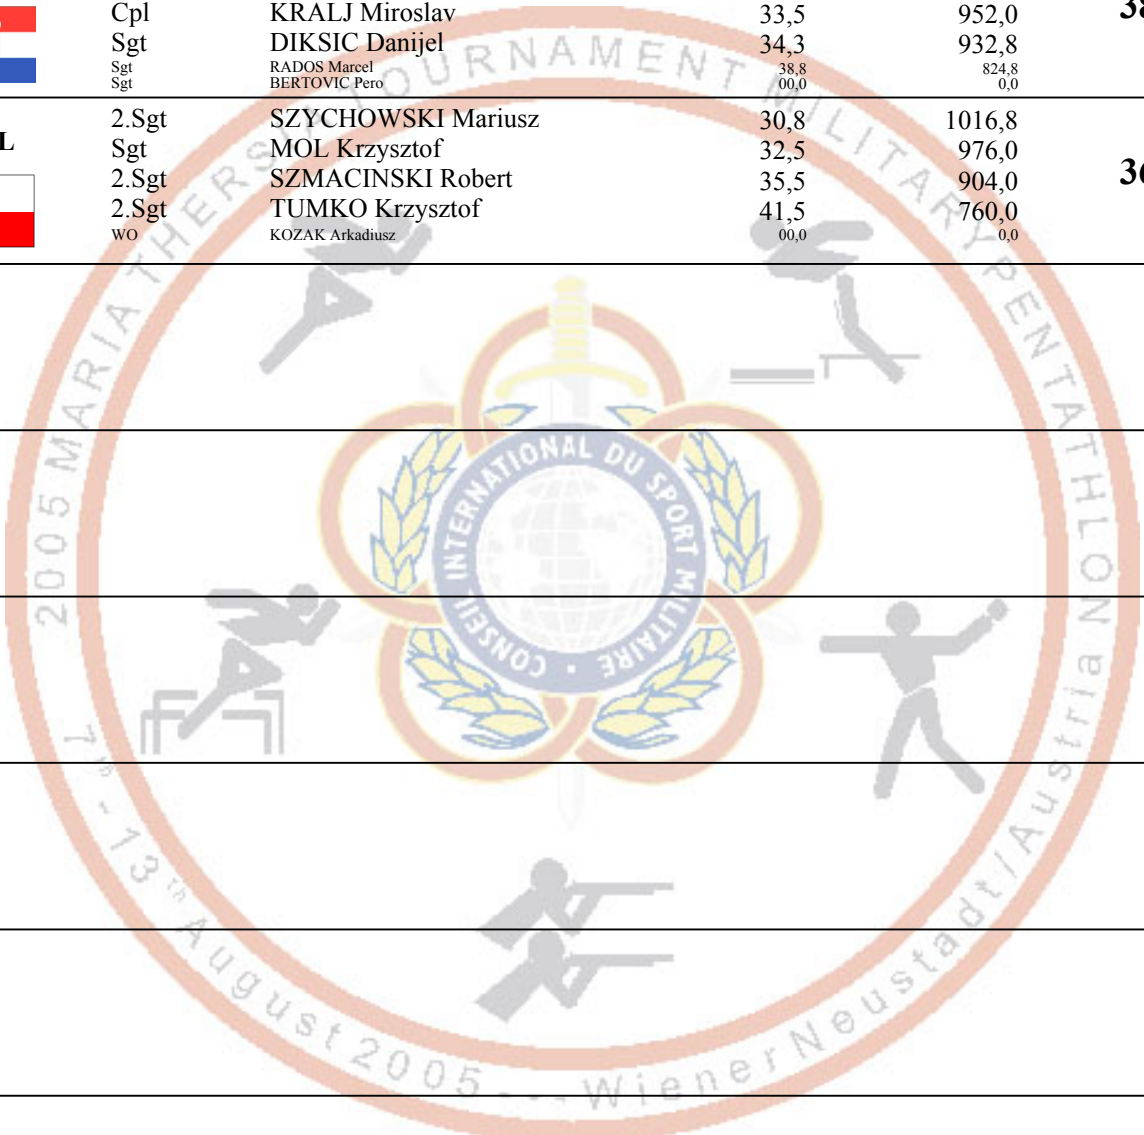 Cpl KRALJ Miroslav 33,5 952,0
Sgt DIKSIC Danijel 34,3 932,8
Sgt RADOS Marcel 38,8 824,8
Sgt BERTOVIC Pero 00,0 0,0
2.Sgt SZYCHOWSKI Mariusz 30,8 1016,8
Sgt MOL Krzysztof 32,5 976,0
2.Sgt SZMACINSKI Robert 35,5 904,0
2.Sgt TUMKO Krzysztof 41,5 760,0
WO KOZAK Arkadiusz 00,0 0,0
2005 MARIA THERSIA TOURNAMENT MILITARY PENTATHLON
7th - 13th August 2005 --- Wiener Neustadt/Austria
CONSEIL INTERNATIONAL DU SPORT MILITAIRE